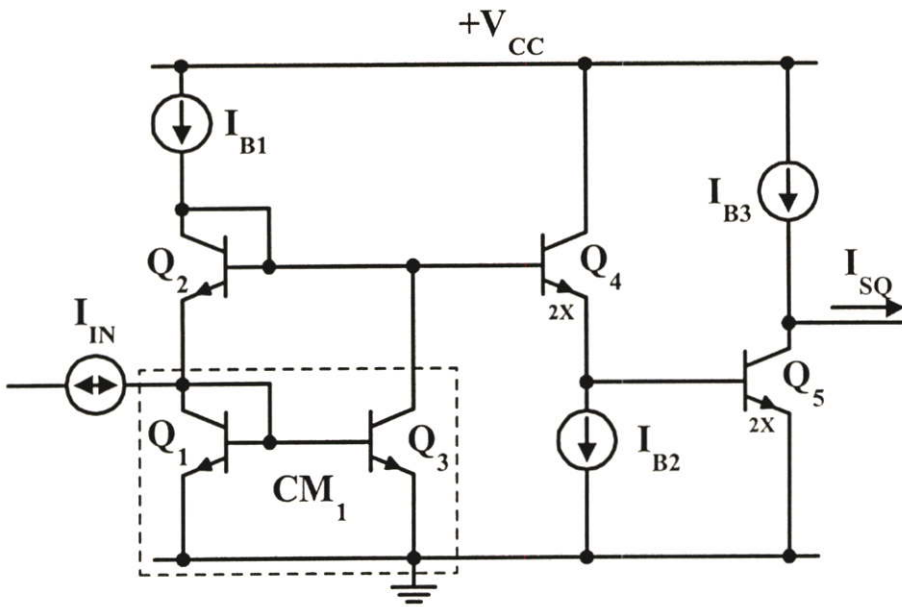 +V_CC
I_B1
I_B3
Q_2
Q_4
2X
I_SQ
I_IN
Q_1
Q_3
CM_1
I_B2
Q_5
2X